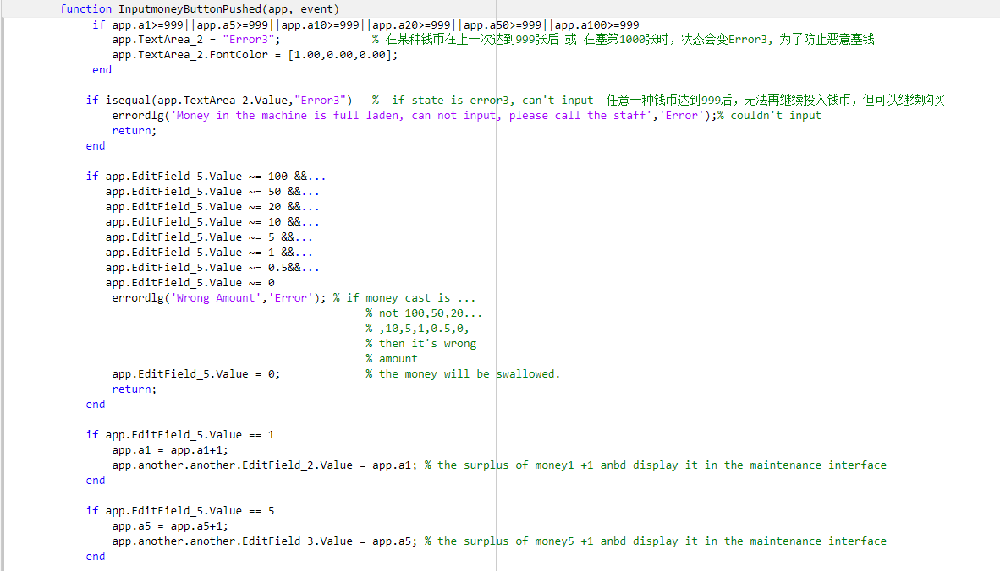 function InputmoneyButtonPushed(app, event)
if app.a1>=999||app.a5>=999||app.a10>=999||app.a20>=999||app.a50>=999||app.a100>=999
app.TextArea_2 = "Error3"; % 在某种钱币在上一次达到999张后 或 在塞第1000张时，状态会变Error3, 为了防止恶意塞钱
app.TextArea_2.FontColor = [1.00,0.00,0.00];
end
if isequal(app.TextArea_2.Value,"Error3") % if state is error3, can't input 任意一种钱币达到999后，无法再继续投入钱币，但可以继续购买
errordlg('Money in the machine is full laden, can not input, please call the staff','Error');% couldn't input
return;
end
if app.EditField_5.Value ~= 100 &&...
app.EditField_5.Value ~= 50 &&...
app.EditField_5.Value ~= 20 &&...
app.EditField_5.Value ~= 10 &&...
app.EditField_5.Value ~= 5 &&...
app.EditField_5.Value ~= 1 &&...
app.EditField_5.Value ~= 0.5&&...
app.EditField_5.Value ~= 0
errordlg('Wrong Amount','Error'); % if money cast is ...
% not 100,50,20...
% ,10,5,1,0.5,0,
% then it's wrong
% amount
app.EditField_5.Value = 0; % the money will be swallowed.
return;
end
if app.EditField_5.Value == 1
app.a1 = app.a1+1;
app.another.another.EditField_2.Value = app.a1; % the surplus of money1 +1 anbd display it in the maintenance interface
end
if app.EditField_5.Value == 5
app.a5 = app.a5+1;
app.another.another.EditField_3.Value = app.a5; % the surplus of money5 +1 anbd display it in the maintenance interface
end